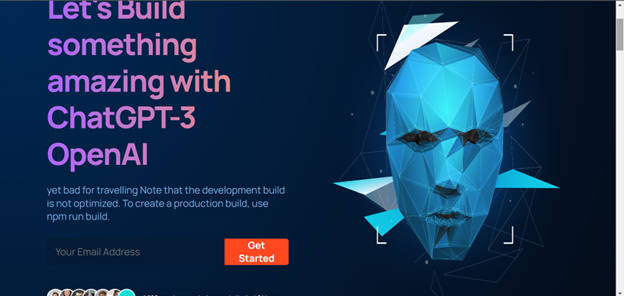 Let's Build
something
amazing with
ChatGPT-3
OpenAI
yet bad for travelling Note that the development build
is not optimized. To create a production build, use
npm run build.
Your Email Address
Get
Started